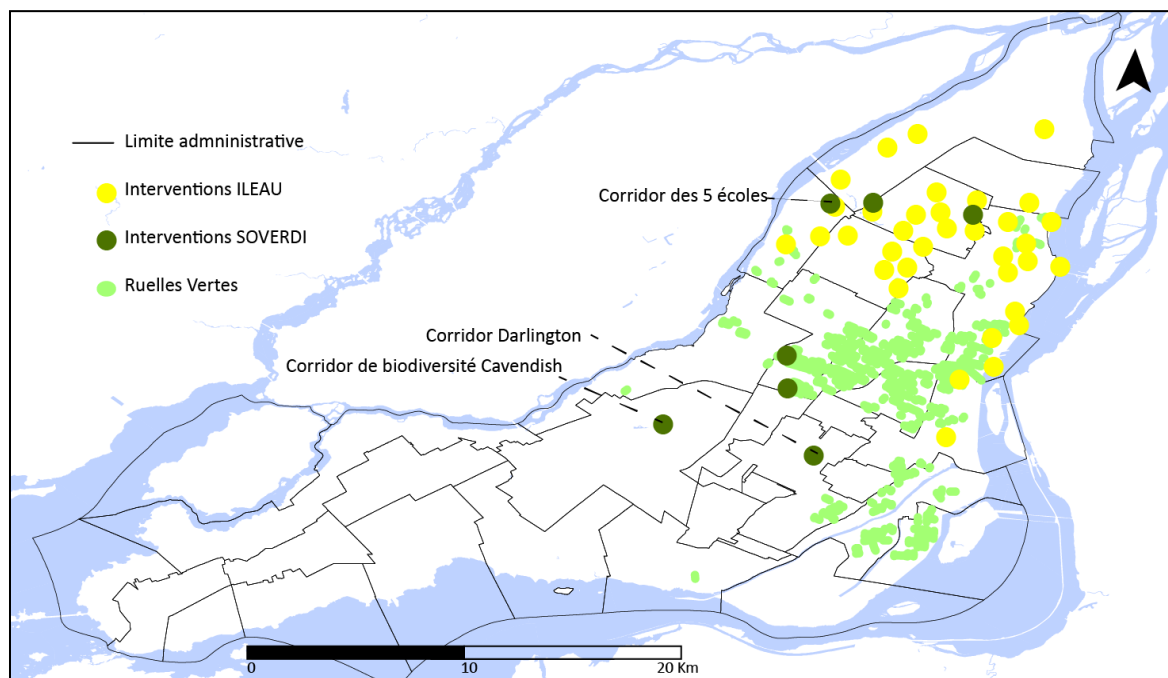 Limite admninistrative
Interventions ILEAU
Interventions SOVERDI
Ruelles Vertes
Corridor des 5 écoles
Corridor Darlington
Corridor de biodiversité Cavendish
0 10 20 Km